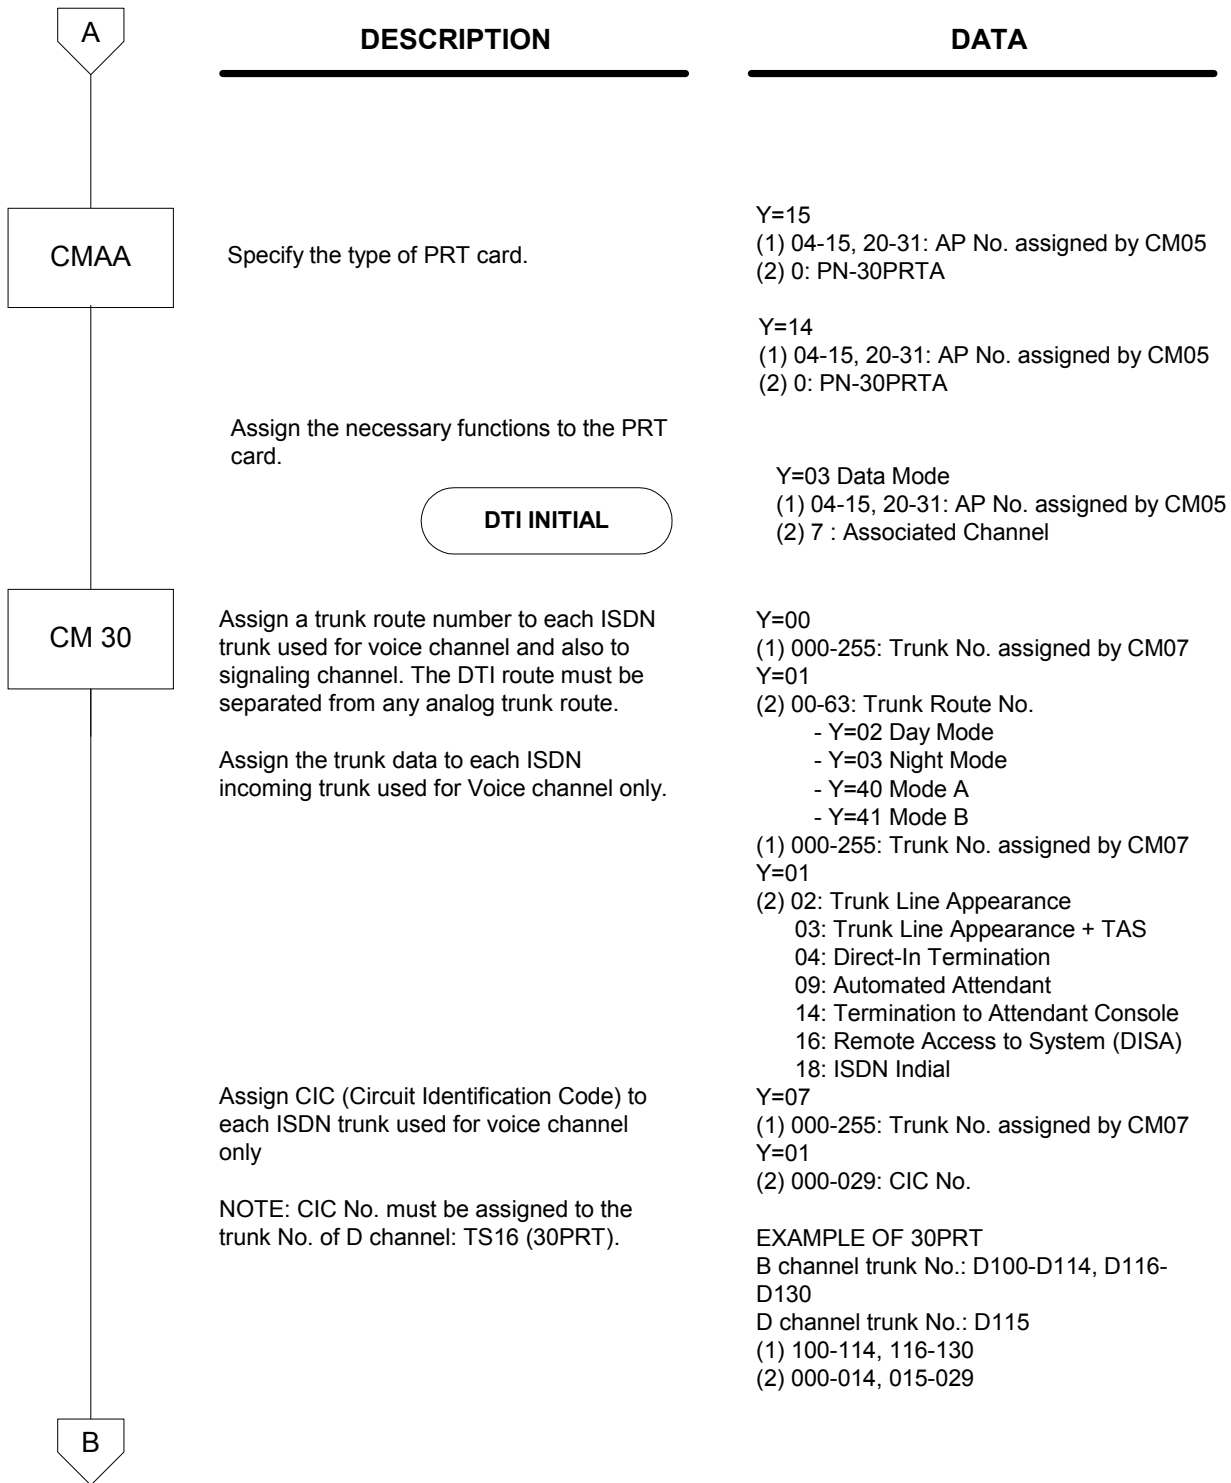 A
DESCRIPTION
DATA
CMAA
Specify the type of PRT card.
Y=15
(1) 04-15, 20-31: AP No. assigned by CM05
(2) 0: PN-30PRTA
Y=14
(1) 04-15, 20-31: AP No. assigned by CM05
(2) 0: PN-30PRTA
Assign the necessary functions to the PRT
card.
DTI INITIAL
Y=03 Data Mode
(1) 04-15, 20-31: AP No. assigned by CM05
(2) 7 : Associated Channel
CM 30
Assign a trunk route number to each ISDN
trunk used for voice channel and also to
signaling channel. The DTI route must be
separated from any analog trunk route.
Assign the trunk data to each ISDN
incoming trunk used for Voice channel only.
Y=00
(1) 000-255: Trunk No. assigned by CM07
Y=01
(2) 00-63: Trunk Route No.
- Y=02 Day Mode
- Y=03 Night Mode
- Y=40 Mode A
- Y=41 Mode B
(1) 000-255: Trunk No. assigned by CM07
Y=01
(2) 02: Trunk Line Appearance
03: Trunk Line Appearance + TAS
04: Direct-In Termination
09: Automated Attendant
14: Termination to Attendant Console
16: Remote Access to System (DISA)
18: ISDN Indial
Assign CIC (Circuit Identification Code) to
each ISDN trunk used for voice channel
only
NOTE: CIC No. must be assigned to the
trunk No. of D channel: TS16 (30PRT).
Y=07
(1) 000-255: Trunk No. assigned by CM07
Y=01
(2) 000-029: CIC No.
EXAMPLE OF 30PRT
B channel trunk No.: D100-D114, D116-
D130
D channel trunk No.: D115
(1) 100-114, 116-130
(2) 000-014, 015-029
B